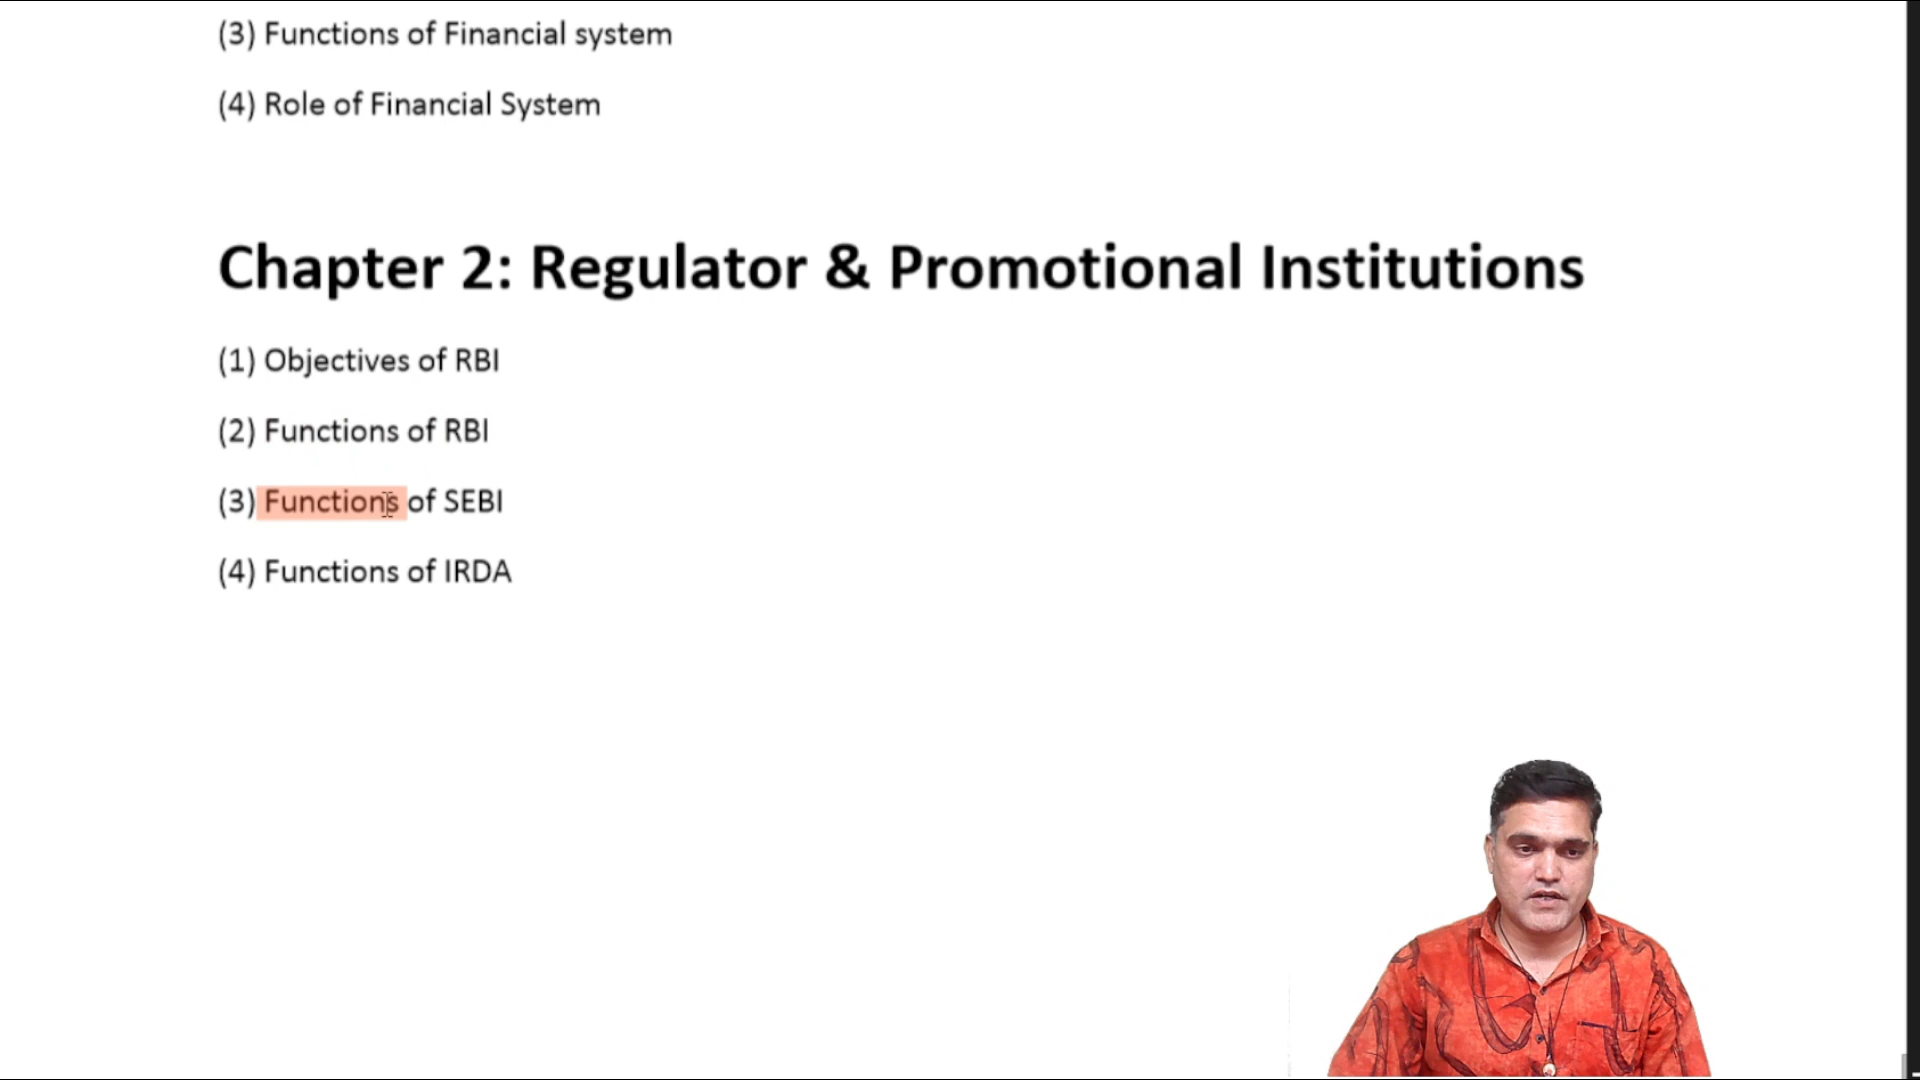 (3) Functions of Financial system
(4) Role of Financial System
Chapter 2: Regulator & Promotional Institutions
(1) Objectives of RBI
(2) Functions of RBI
(3) Functions of SEBI
(4) Functions of IRDA